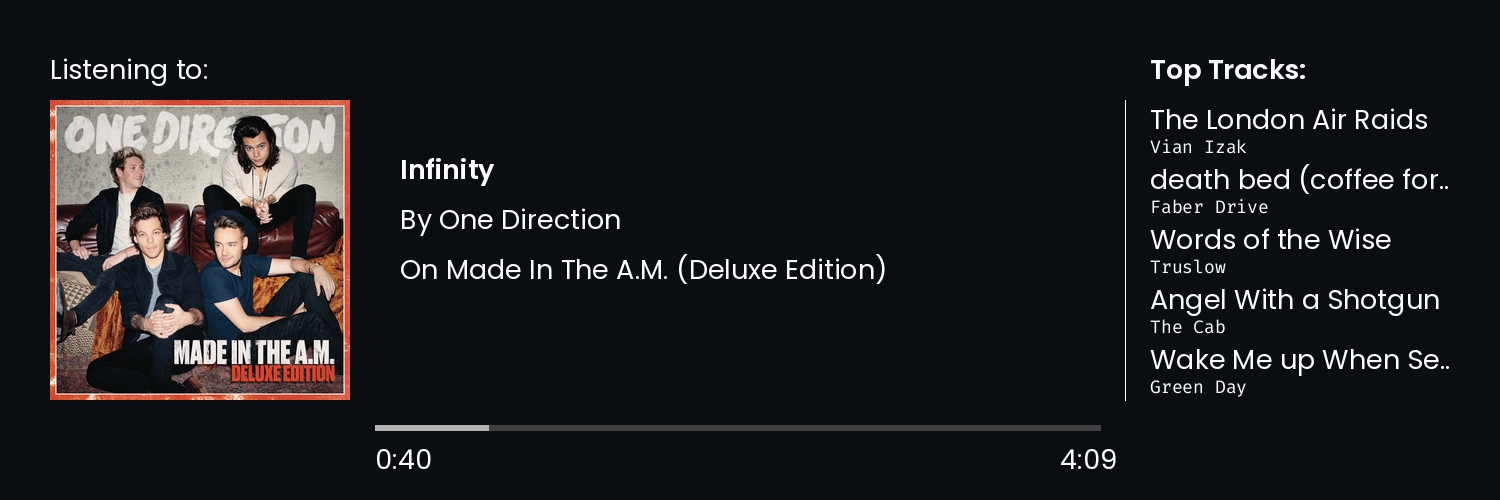 Listening to:
ONE DIRECTION
MADE IN THE A.M.
DELUXE EDITION
Infinity
By One Direction
On Made In The A.M. (Deluxe Edition)
0:40
4:09
Top Tracks:
The London Air Raids
Vian Izak
death bed (coffee for..
Faber Drive
Words of the Wise
Truslow
Angel With a Shotgun
The Cab
Wake Me up When Se..
Green Day